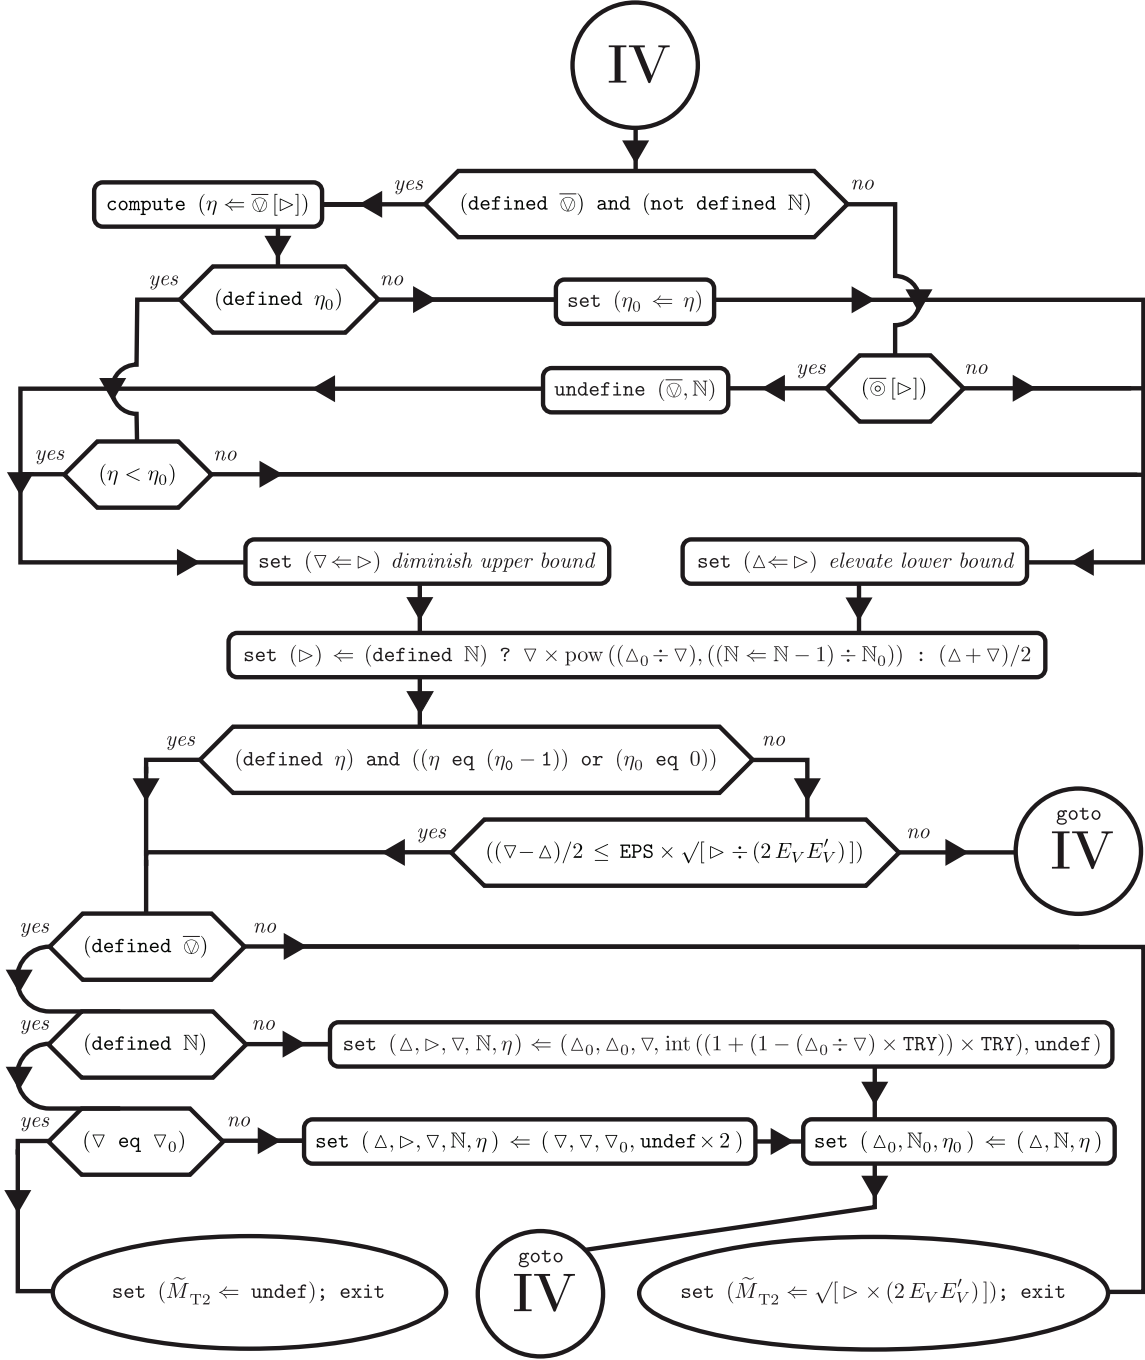 IV
yes
(defined ⩒̅) and (not defined ℕ)
no
compute (η ⇐ ⩒̅[▷])
yes
(defined η₀)
no
set (η₀ ⇐ η)
undefine (⩒̅, ℕ)
yes
(⊚̅[▷])
no
yes
(η < η₀)
no
set (▽⇐▷) diminish upper bound
set (△⇐▷) elevate lower bound
set (▷) ⇐ (defined ℕ) ? ▽ × pow((△₀÷▽), ((ℕ ⇐ ℕ − 1) ÷ ℕ₀)) : (△+▽)/2
yes
(defined η) and ((η eq (η₀ − 1)) or (η₀ eq 0))
no
yes
((▽−△)/2 ≤ EPS × √[▷ ÷ (2 E_V E′_V)])
no
goto
IV
yes
(defined ⩒̅)
no
yes
(defined ℕ)
no
set (△, ▷, ▽, ℕ, η) ⇐ (△₀, △₀, ▽, int((1 + (1 − (△₀÷▽) × TRY)) × TRY), undef)
yes
(▽ eq ▽₀)
no
set (△, ▷, ▽, ℕ, η) ⇐ (▽, ▽, ▽₀, undef×2)
set (△₀, ℕ₀, η₀) ⇐ (△, ℕ, η)
set (M̃_T2 ⇐ undef); exit
goto
IV
set (M̃_T2 ⇐ √[▷ × (2 E_V E′_V)]); exit